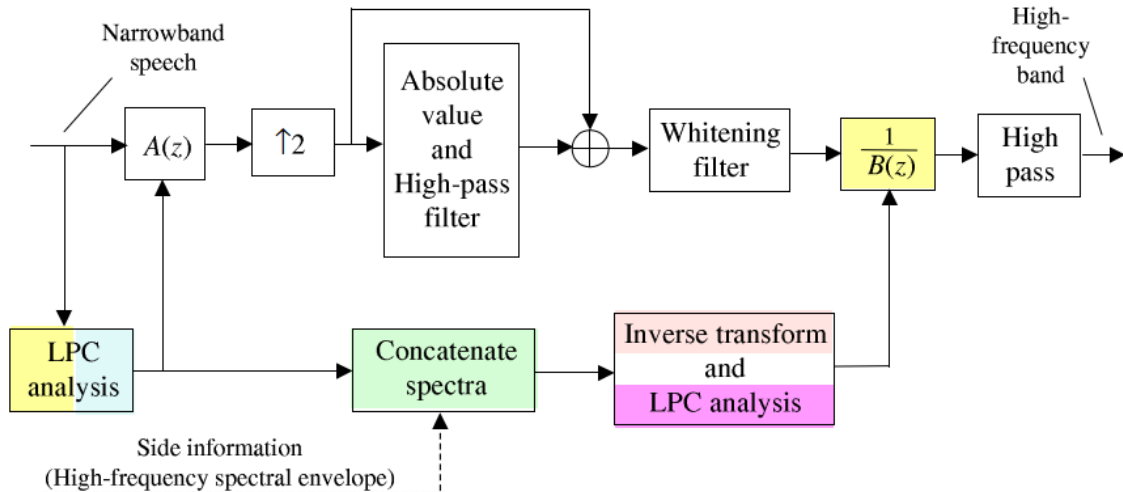 Narrowband
speech
High-
frequency
band
A(z)
↑2
Absolute
value
and
High-pass
filter
Whitening
filter
1
B(z)
High
pass
LPC
analysis
Concatenate
spectra
Inverse transform
and
LPC analysis
Side information
(High-frequency spectral envelope)